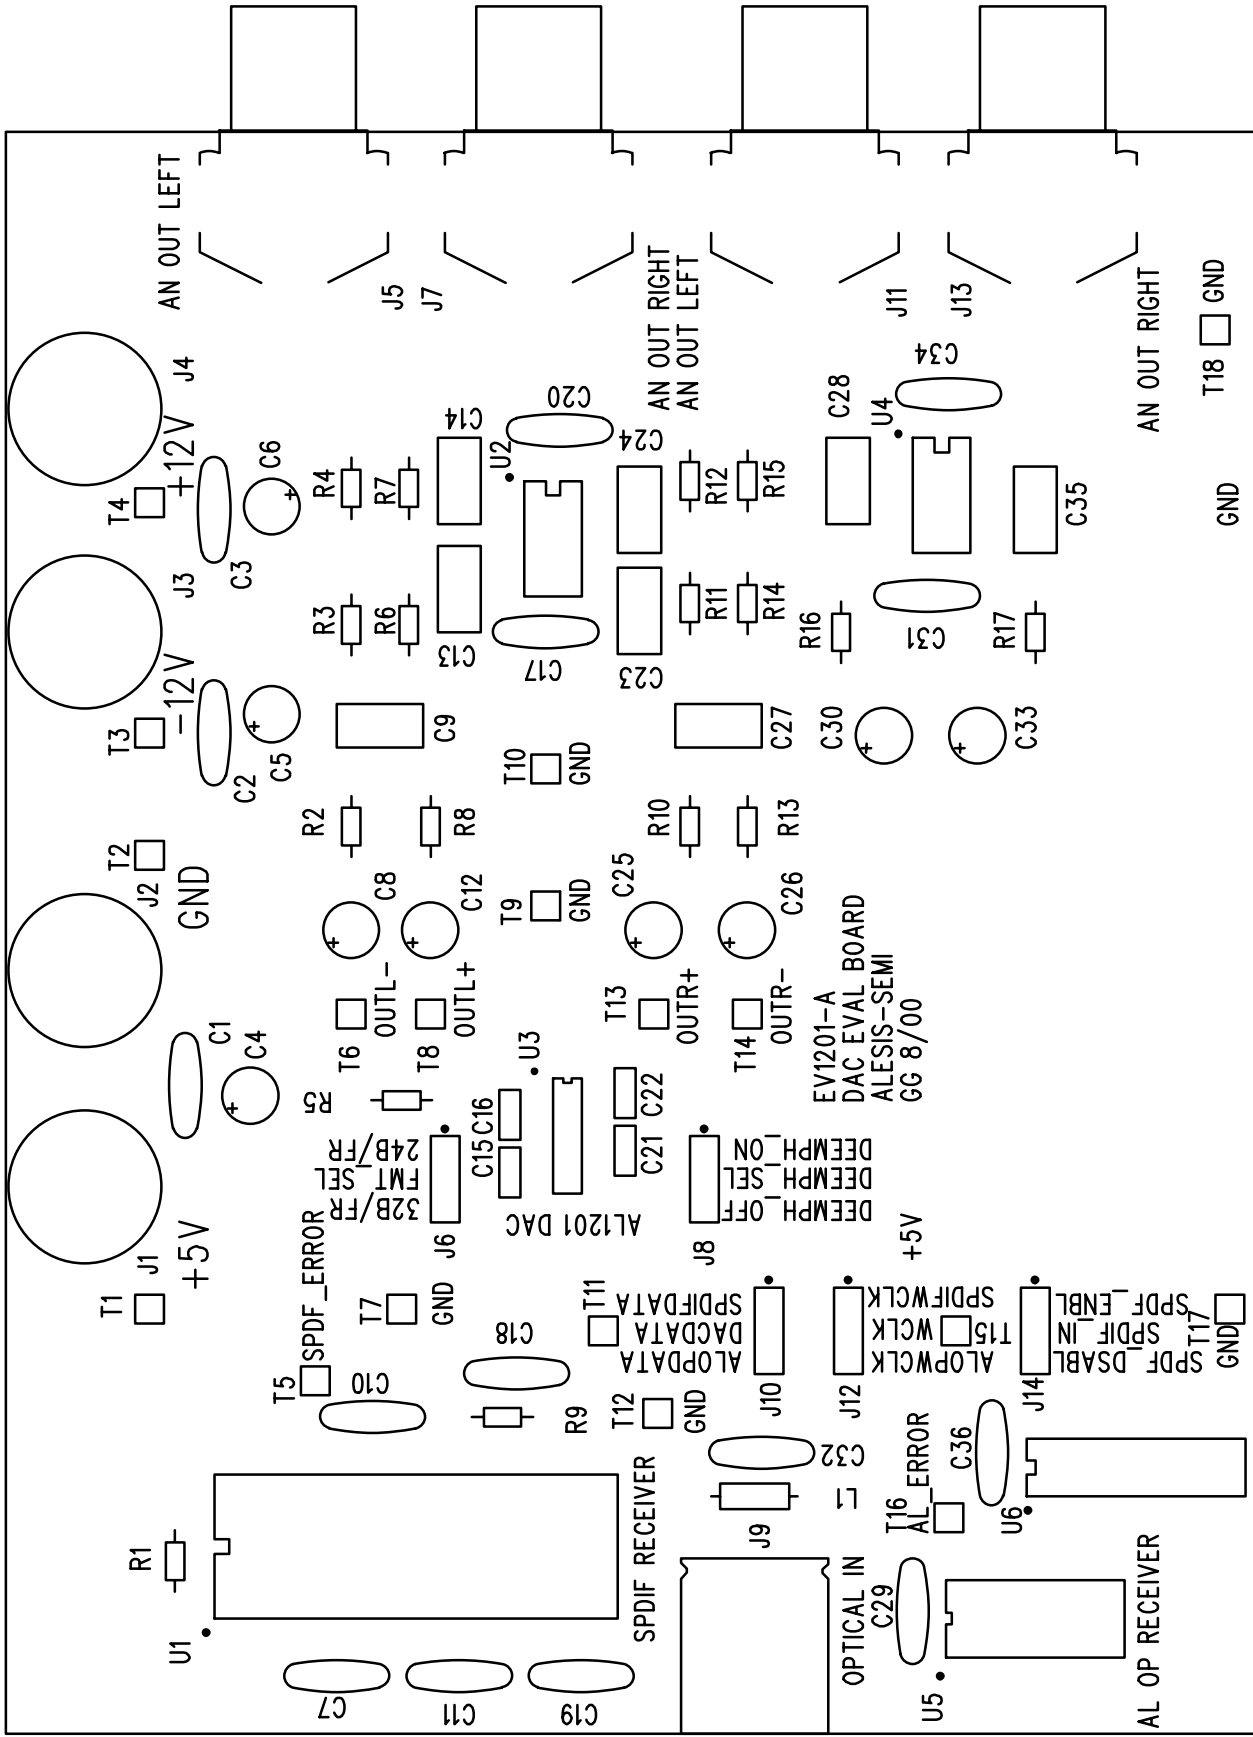 AN OUT LEFT
J5
J7
AN OUT RIGHT
AN OUT LEFT
J11
J13
AN OUT RIGHT
T18
GND
J4
+12V
T4
C6
C3
R4
R7
C14
U2
C20
C24
R12
R15
C28
U4
C34
C35
GND
J3
-12V
T3
C2
C5
R3
R6
C13
C17
C23
R11
R14
R16
C31
R17
C9
T10
GND
C27
C30
C33
T2
J2
GND
R2
R8
R10
R13
C8
C12
T9
GND
C25
C26
T6
OUTL-
T8
OUTL+
T13
OUTR+
T14
OUTR-
EV1201-A
DAC EVAL BOARD
ALESIS-SEMI
GG 8/00
C1
C4
R5
U3
C16
C15
C22
C21
24B/FR
FMT_SEL
32B/FR
J6
AL1201 DAC
DEEMPH_ON
DEEMPH_SEL
DEEMPH_OFF
J8
+5V
J1
+5V
T1
SPDF_ERROR
T5
T7
GND
C10
C18
R9
T11
T12
GND
SPDIFDATA
DACDATA
ALOPDATA
J10
SPDIFWCLK
WCLK
ALOPWCLK
J12
T15
SPDF_ENBL
SPDIF_IN
SPDF_DSABL
J14
T17
GND
R1
U1
SPDIF RECEIVER
C7
C11
C19
C32
L1
J9
OPTICAL IN
C29
T16
AL_ERROR
C36
U6
U5
AL OP RECEIVER